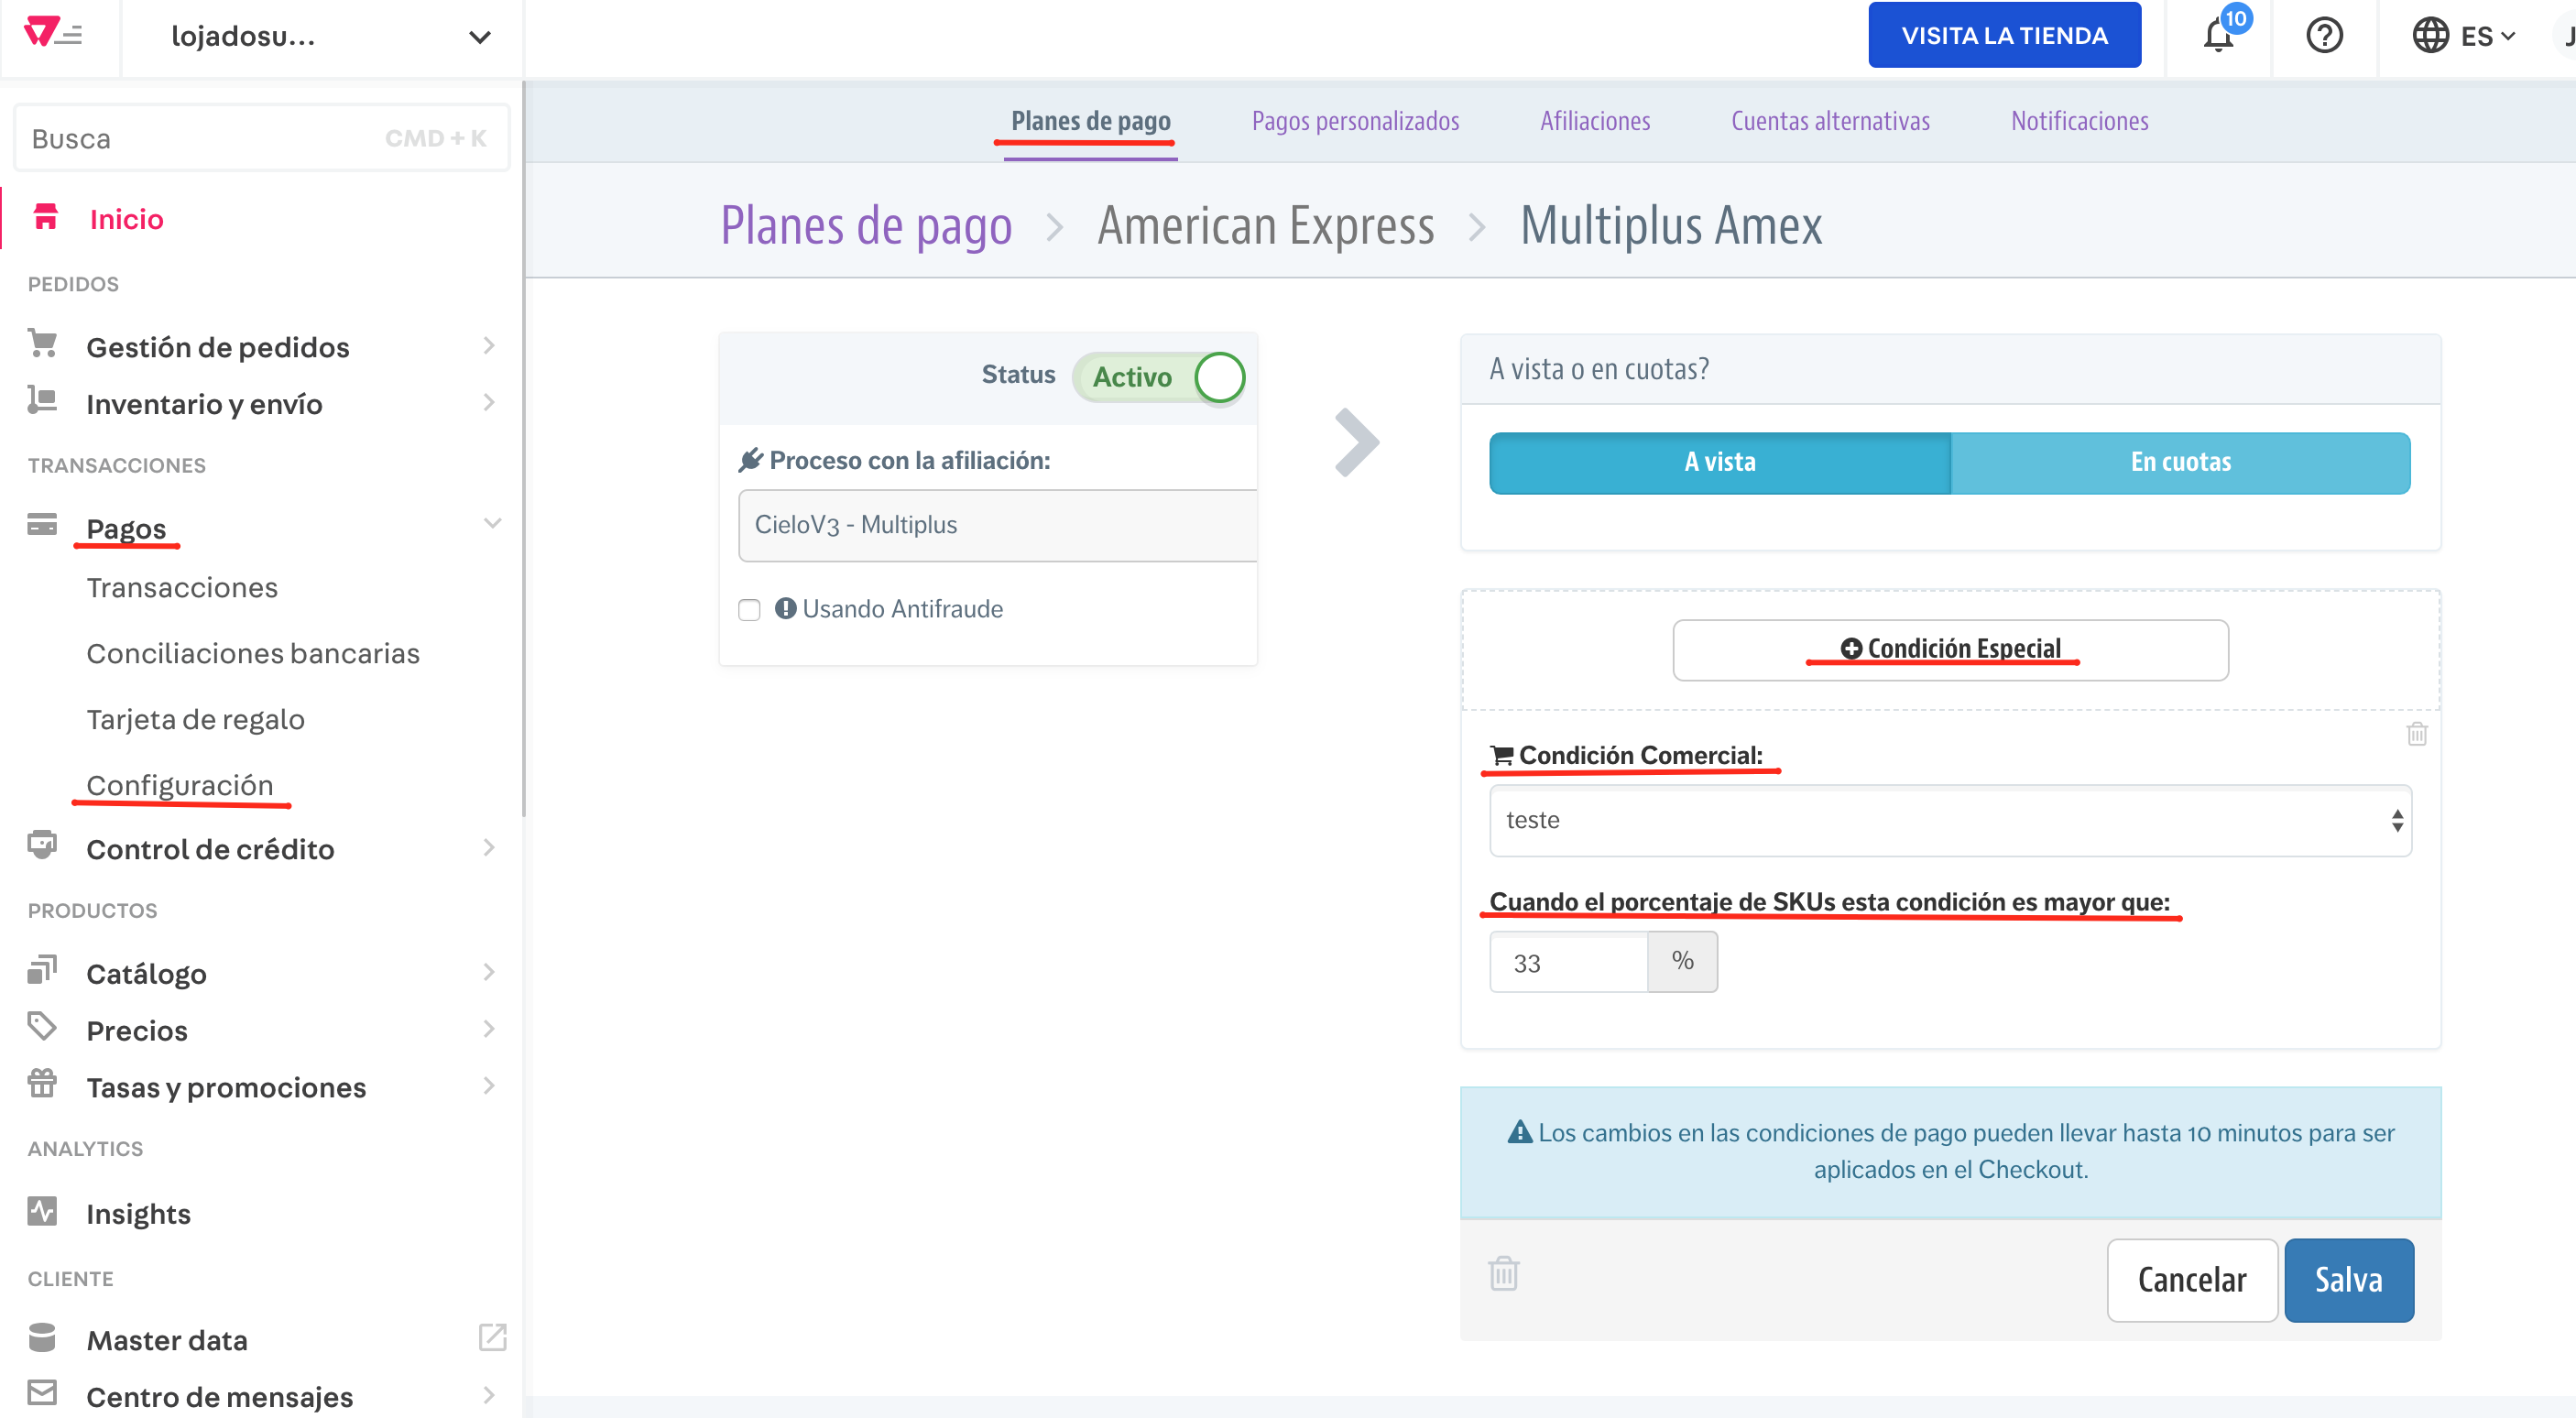 lojadosu...
VISITA LA TIENDA
10
ES
Busca
CMD + K
Inicio
PEDIDOS
Gestión de pedidos
Inventario y envío
TRANSACCIONES
Pagos
Transacciones
Conciliaciones bancarias
Tarjeta de regalo
Configuración
Control de crédito
PRODUCTOS
Catálogo
Precios
Tasas y promociones
ANALYTICS
Insights
CLIENTE
Master data
Centro de mensajes
Planes de pago
Pagos personalizados
Afiliaciones
Cuentas alternativas
Notificaciones
Planes de pago > American Express > Multiplus Amex
Status
Activo
Proceso con la afiliación:
CieloV3 - Multiplus
Usando Antifraude
A vista o en cuotas?
A vista
En cuotas
Condición Especial
Condición Comercial:
teste
Cuando el porcentaje de SKUs esta condición es mayor que:
33
%
Los cambios en las condiciones de pago pueden llevar hasta 10 minutos para ser
aplicados en el Checkout.
Cancelar
Salva